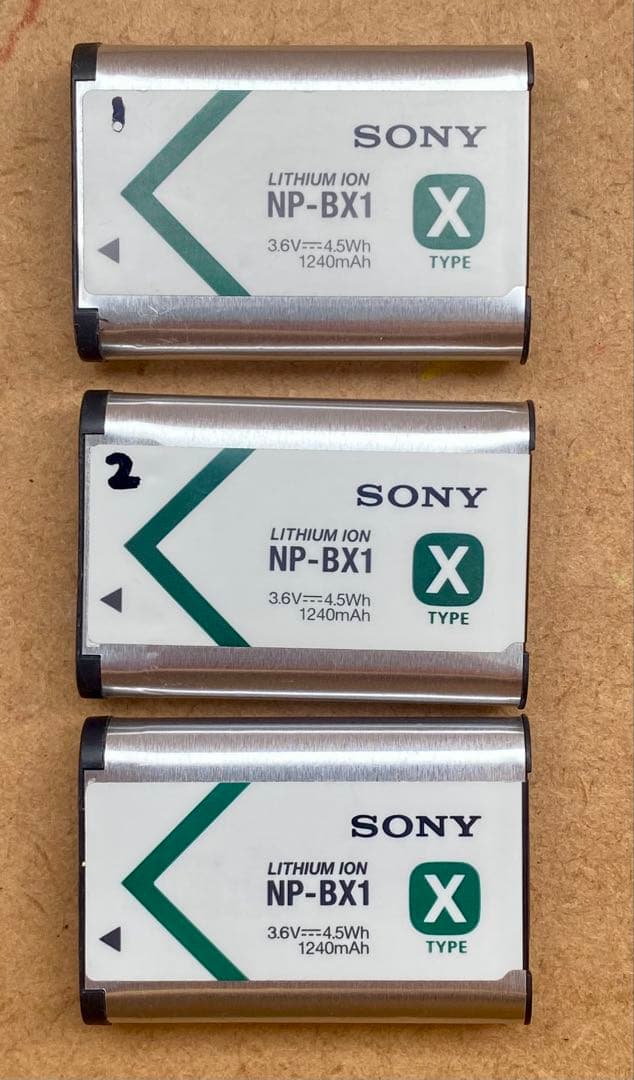 1
SONY
LITHIUM ION
NP-BX1
X
3.6V⎓4.5Wh
1240mAh
TYPE
2
SONY
LITHIUM ION
NP-BX1
X
3.6V⎓4.5Wh
1240mAh
TYPE
SONY
LITHIUM ION
NP-BX1
X
3.6V⎓4.5Wh
1240mAh
TYPE